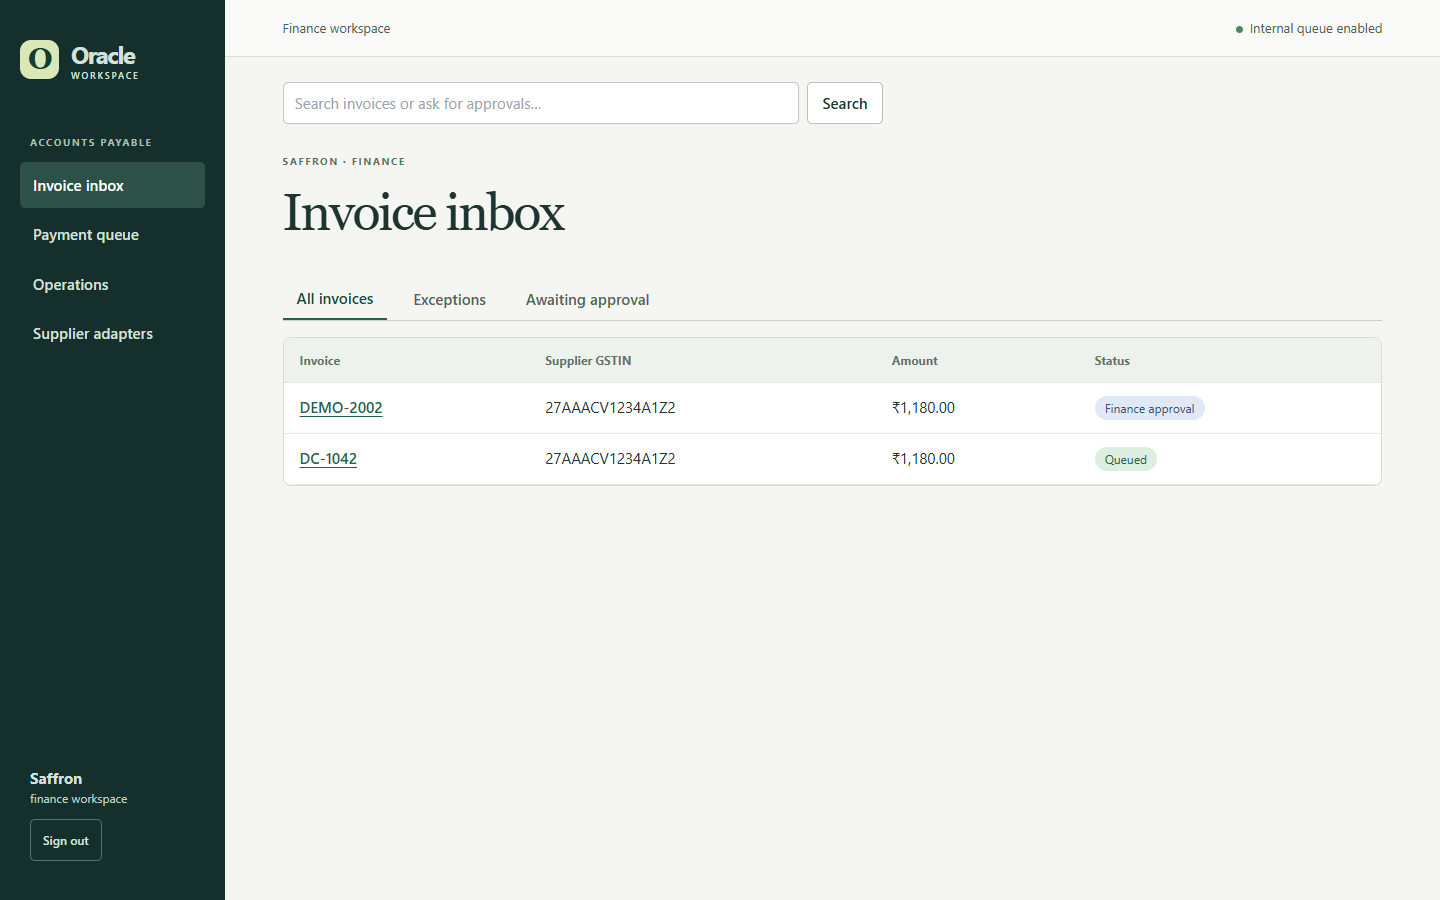 O Oracle
WORKSPACE
ACCOUNTS PAYABLE
Invoice inbox
Payment queue
Operations
Supplier adapters
Saffron
finance workspace
Sign out
Finance workspace
Internal queue enabled
Search invoices or ask for approvals...
Search
SAFFRON · FINANCE
Invoice inbox
All invoices Exceptions Awaiting approval
Invoice Supplier GSTIN Amount Status
DEMO-2002 27AAACV1234A1Z2 ₹1,180.00 Finance approval
DC-1042 27AAACV1234A1Z2 ₹1,180.00 Queued